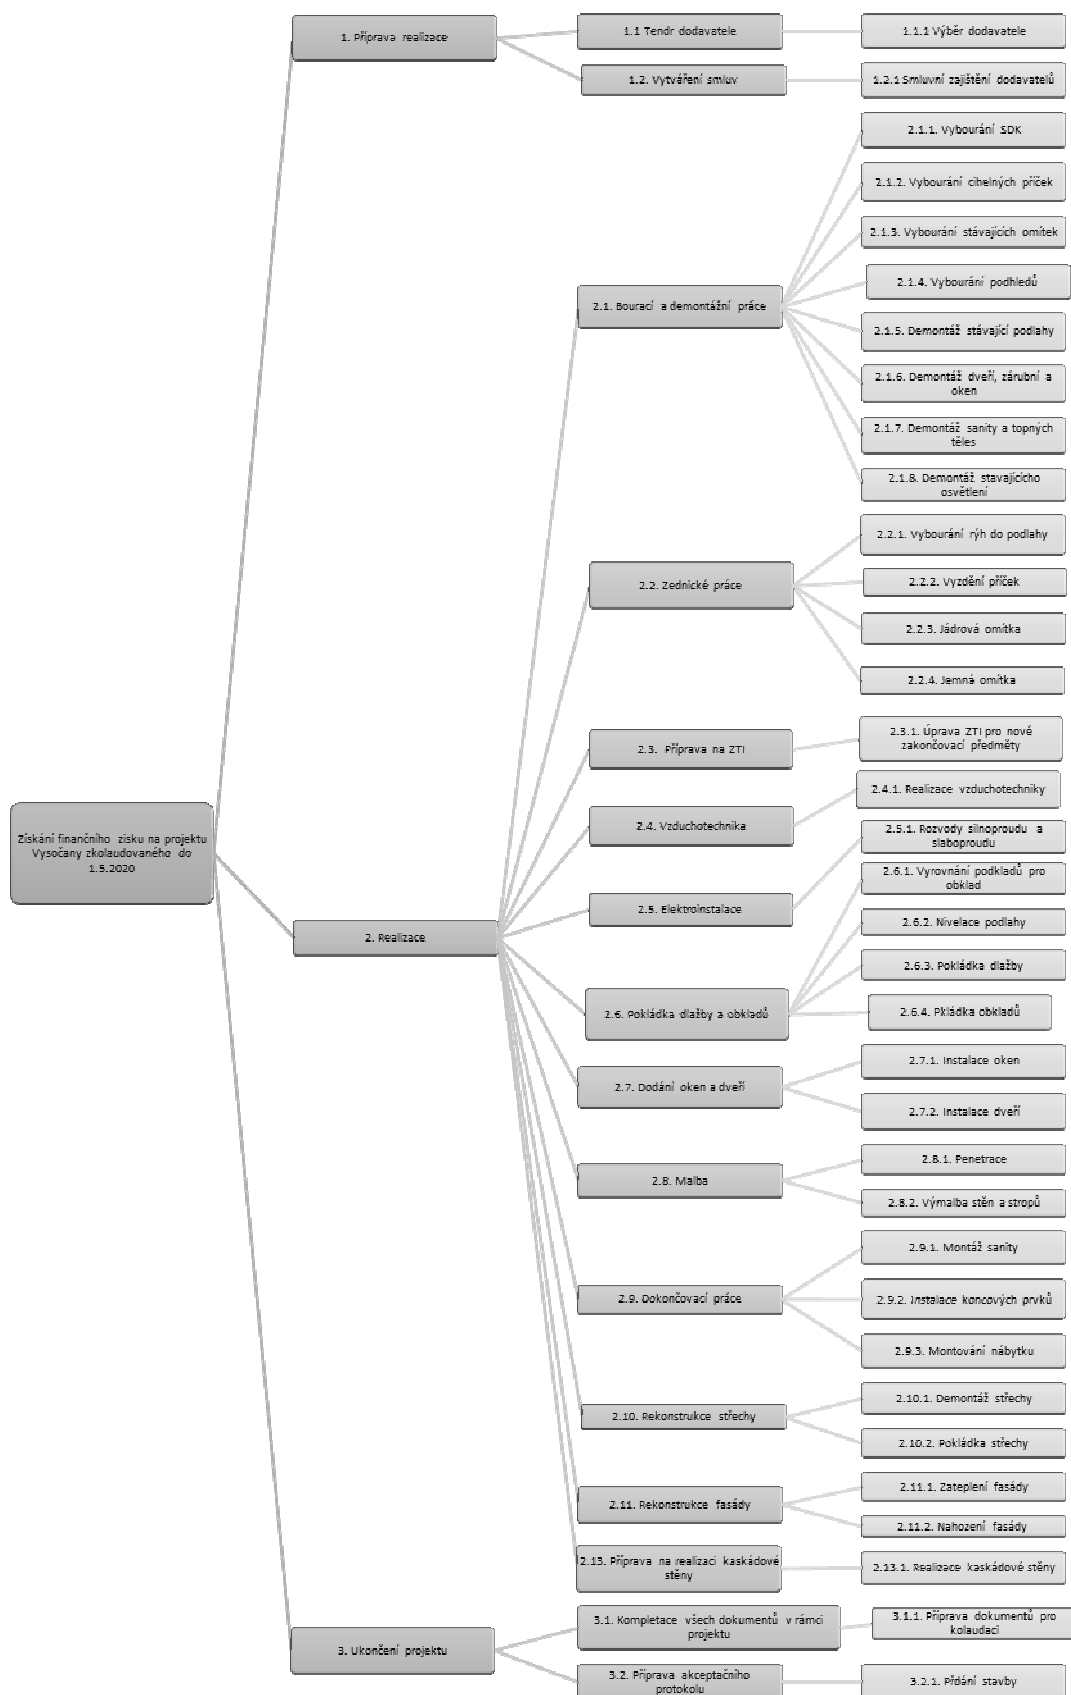 Získání finančního zisku na projektu
Vysočany zkolaudovaného do
1.5.2020
1. Příprava realizace
1.1 Tendr dodavatele
1.1.1 Výběr dodavatele
1.2. Vytváření smluv
1.2.1 Smluvní zajištění dodavatelů
2. Realizace
2.1. Bourací a demontážní práce
2.1.1. Vybourání SDK
2.1.2. Vybourání cihelných příček
2.1.3. Vybourání stávajících omítek
2.1.4. Vybourání podhledů
2.1.5. Demontáž stávající podlahy
2.1.6. Demontáž dveří, zárubní a
oken
2.1.7. Demontáž sanity a topných
těles
2.1.8. Demontáž stavajícícho
osvětlení
2.2. Zednické práce
2.2.1. Vybourání rýh do podlahy
2.2.2. Vyzdění příček
2.2.3. Jádrová omítka
2.2.4. Jemná omítka
2.3. Příprava na ZTI
2.3.1. Úprava ZTI pro nové
zakončovací předměty
2.4. Vzduchotechnika
2.4.1. Realizace vzduchotechniky
2.5. Elektroinstalace
2.5.1. Rozvody silnoproudu a
slaboproudu
2.6. Pokládka dlažby a obkladů
2.6.1. Vyrovnání podkladů pro
obklad
2.6.2. Nivelace podlahy
2.6.3. Pokládka dlažby
2.6.4. Pkládka obkladů
2.7. Dodání oken a dveří
2.7.1. Instalace oken
2.7.2. Instalace dveří
2.8. Malba
2.8.1. Penetrace
2.8.2. Výmalba stěn a stropů
2.9. Dokončovací práce
2.9.1. Montáž sanity
2.9.2. Instalace koncových prvků
2.9.3. Montování nábytku
2.10. Rekonstrukce střechy
2.10.1. Demontáž střechy
2.10.2. Pokládka střechy
2.11. Rekonstrukce fasády
2.11.1. Zateplení fasády
2.11.2. Nahození fasády
2.13. Příprava na realizaci kaskádové
stěny
2.13.1. Realizace kaskádové stěny
3. Ukončení projektu
3.1. Kompletace všech dokumentů v rámci
projektu
3.1.1. Příprava dokumentů pro
kolaudaci
3.2. Příprava akceptačního
protokolu
3.2.1. Přdání stavby